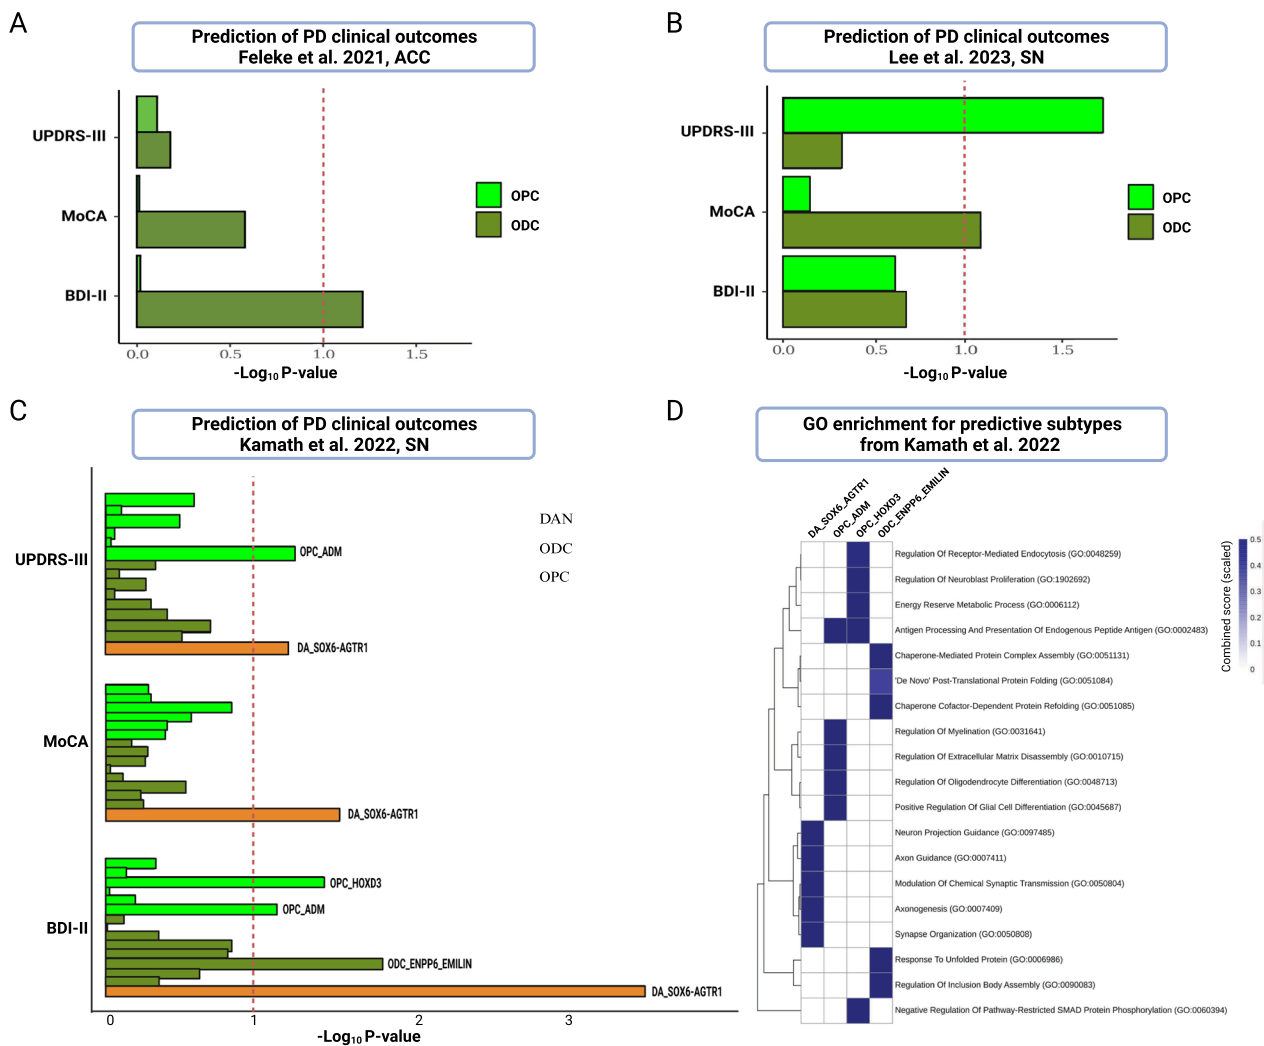 A
Prediction of PD clinical outcomes
Feleke et al. 2021, ACC
UPDRS-III
MoCA
BDI-II
OPC
ODC
0.0
0.5
1.0
1.5
-Log₁₀ P-value
B
Prediction of PD clinical outcomes
Lee et al. 2023, SN
UPDRS-III
MoCA
BDI-II
OPC
ODC
0.0
0.5
1.0
1.5
-Log₁₀ P-value
C
Prediction of PD clinical outcomes
Kamath et al. 2022, SN
UPDRS-III
OPC_ADM
DA_SOX6-AGTR1
DAN
ODC
OPC
MoCA
DA_SOX6-AGTR1
BDI-II
OPC_HOXD3
OPC_ADM
ODC_ENPP6_EMILIN
DA_SOX6-AGTR1
0
1
2
3
-Log₁₀ P-value
D
GO enrichment for predictive subtypes
from Kamath et al. 2022
DA_SOX6_AGTR1
OPC_ADM
OPC_HOXD3
ODC_ENPP6_EMILIN
Regulation Of Receptor-Mediated Endocytosis (GO:0048259)
Regulation Of Neuroblast Proliferation (GO:1902692)
Energy Reserve Metabolic Process (GO:0006112)
Antigen Processing And Presentation Of Endogenous Peptide Antigen (GO:0002483)
Chaperone-Mediated Protein Complex Assembly (GO:0051131)
'De Novo' Post-Translational Protein Folding (GO:0051084)
Chaperone Cofactor-Dependent Protein Refolding (GO:0051085)
Regulation Of Myelination (GO:0031641)
Regulation Of Extracellular Matrix Disassembly (GO:0010715)
Regulation Of Oligodendrocyte Differentiation (GO:0048713)
Positive Regulation Of Glial Cell Differentiation (GO:0045687)
Neuron Projection Guidance (GO:0097485)
Axon Guidance (GO:0007411)
Modulation Of Chemical Synaptic Transmission (GO:0050804)
Axonogenesis (GO:0007409)
Synapse Organization (GO:0050808)
Response To Unfolded Protein (GO:0006986)
Regulation Of Inclusion Body Assembly (GO:0090083)
Negative Regulation Of Pathway-Restricted SMAD Protein Phosphorylation (GO:0060394)
Combined score (scaled)
0.5
0.4
0.3
0.2
0.1
0